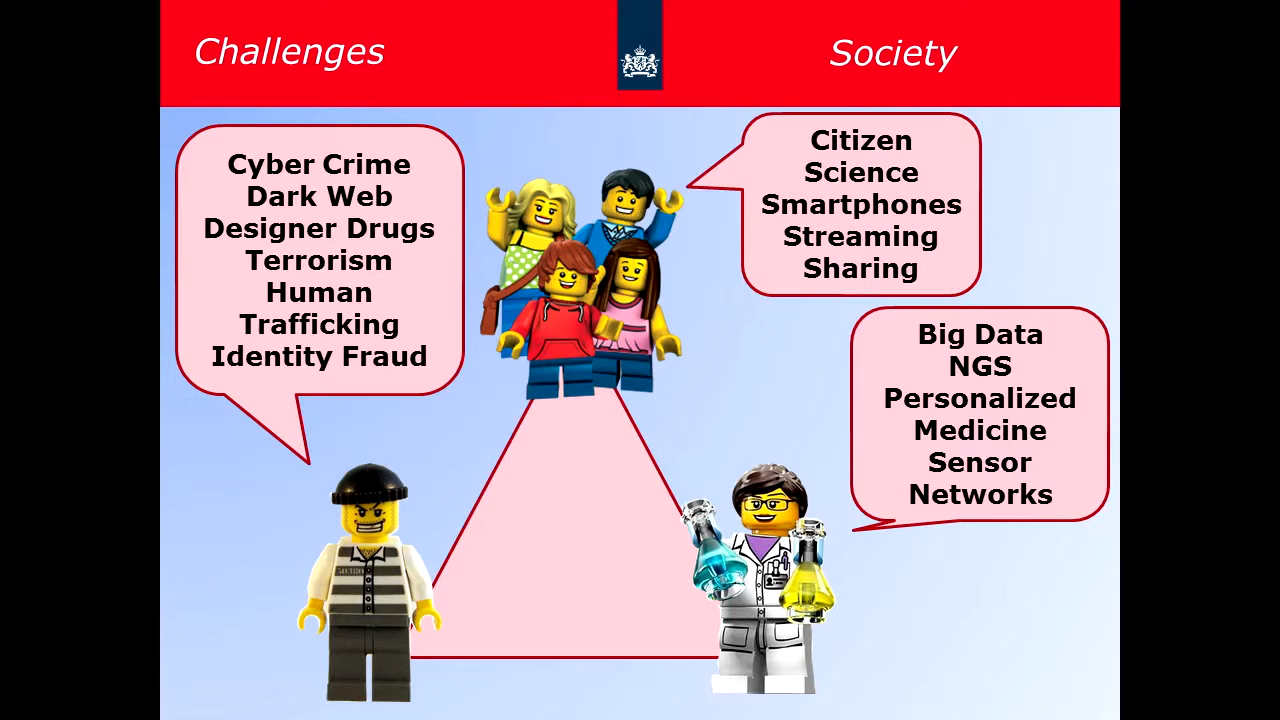 Challenges
Society
Cyber Crime
Dark Web
Designer Drugs
Terrorism
Human
Trafficking
Identity Fraud
Citizen
Science
Smartphones
Streaming
Sharing
Big Data
NGS
Personalized
Medicine
Sensor
Networks